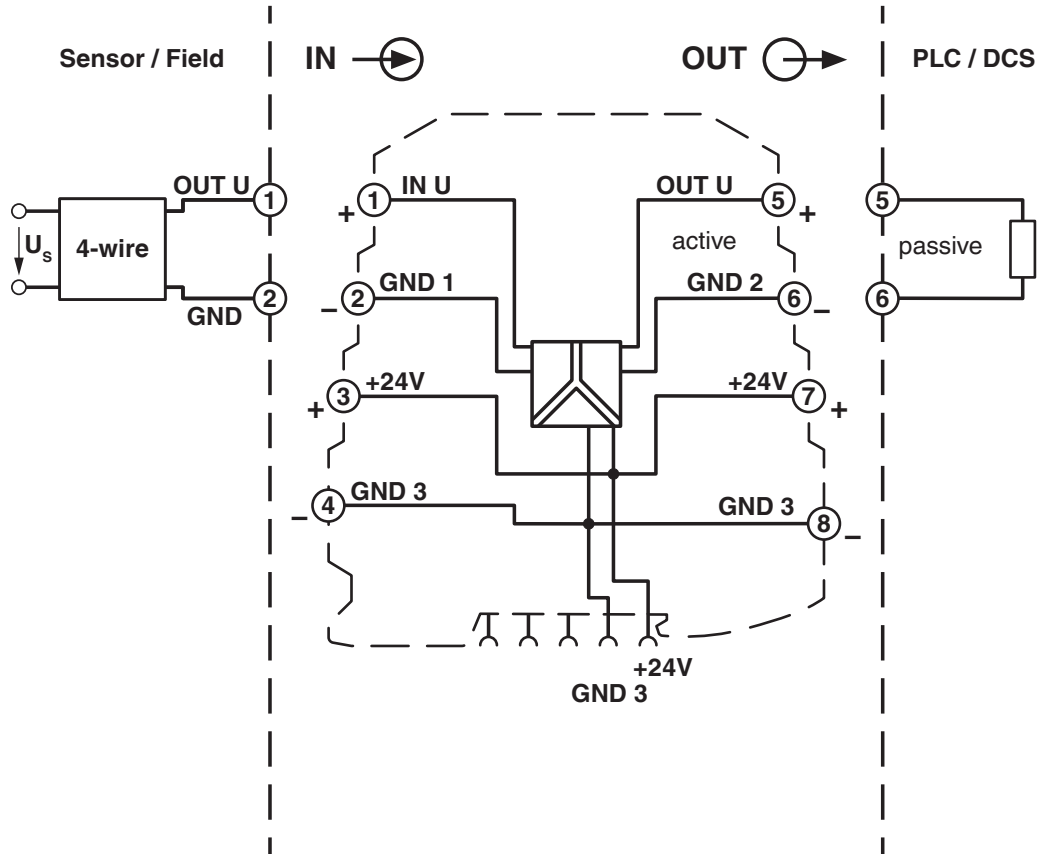 Sensor / Field
IN
OUT
PLC / DCS
OUT U
1
1
IN U
OUT U
5
5
+
+
4-wire
Us
active
passive
2
GND
2
GND 1
GND 2
6
6
–
–
3
+24V
+24V
7
+
+
4
GND 3
GND 3
8
–
–
+24V
GND 3